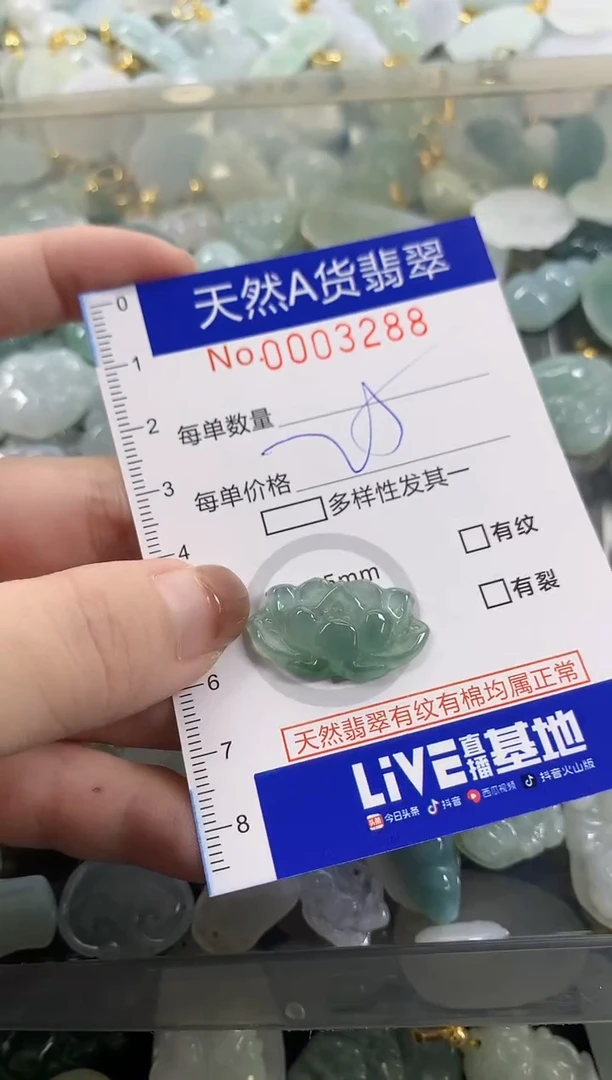 天然A货翡翠
No.0003288
0
1
2
3
4
6
7
8
每单数量
每单价格
多样性发其一
有纹
5mm
有裂
天然翡翠有纹有棉均属正常
LiVE直播基地
头条 今日头条 抖音 西瓜视频 抖音火山版